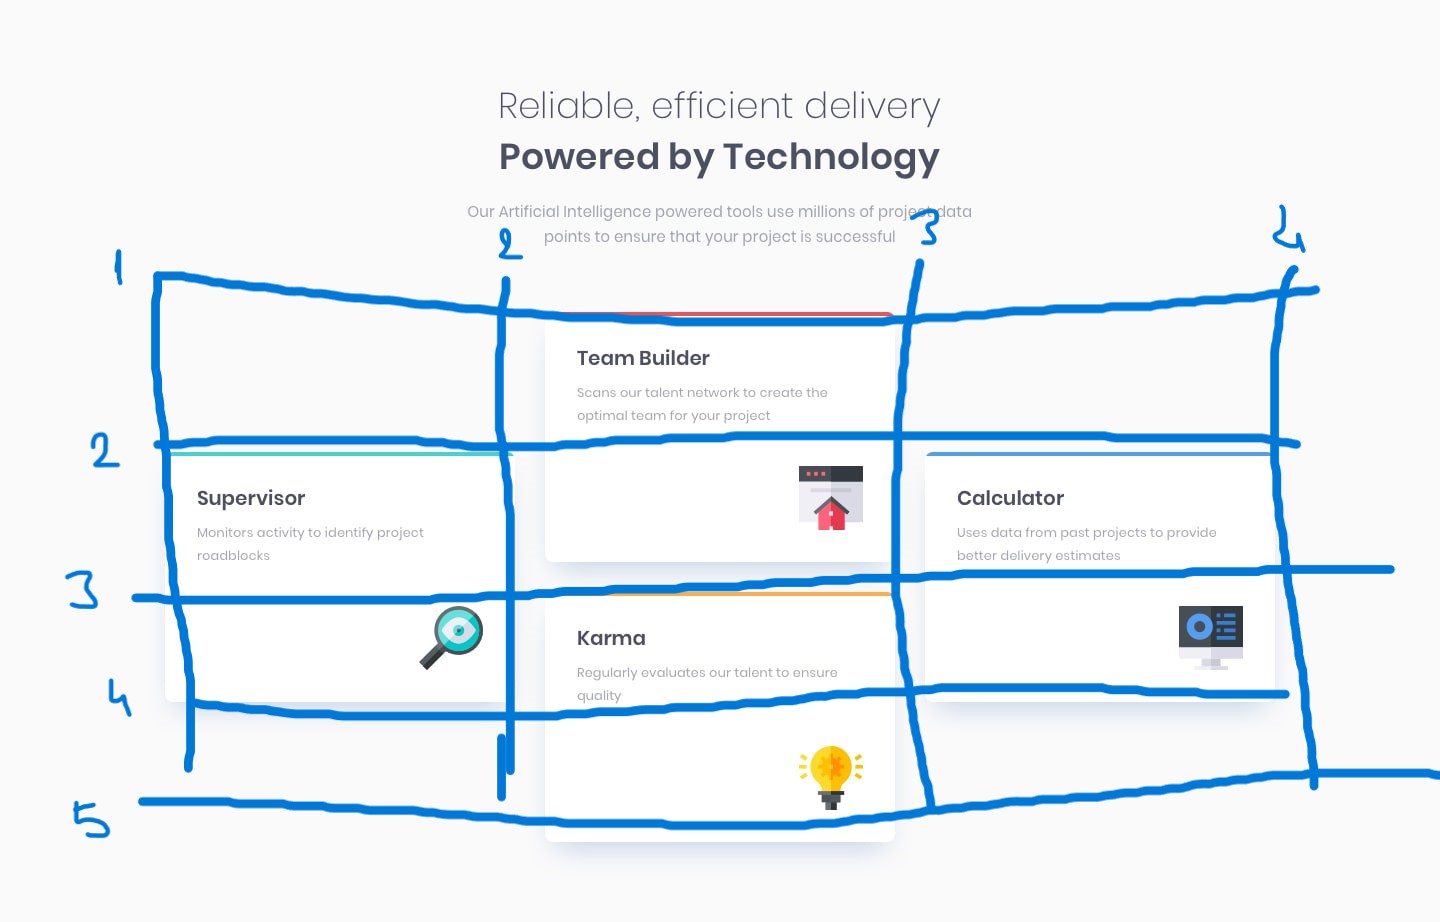 Reliable, efficient delivery
Powered by Technology
Our Artificial Intelligence powered tools use millions of project data
points to ensure that your project is successful
1
2
3
4
Team Builder
Scans our talent network to create the
optimal team for your project
2
Supervisor
Monitors activity to identify project
roadblocks
Calculator
Uses data from past projects to provide
better delivery estimates
3
Karma
Regularly evaluates our talent to ensure
quality
4
5